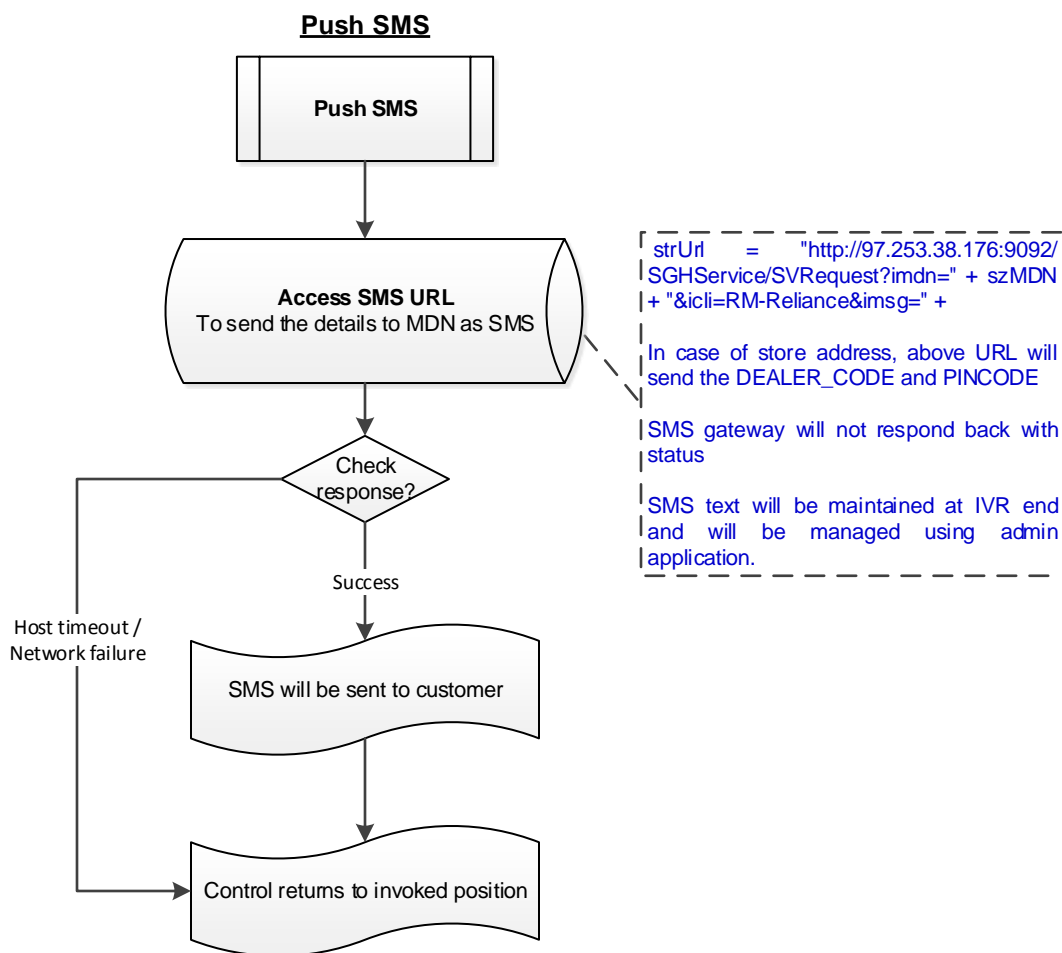 Push SMS
Push SMS
Access SMS URL
To send the details to MDN as SMS
strUrl = "http://97.253.38.176:9092/
SGHService/SVRequest?imdn=" + szMDN
+ "&icli=RM-Reliance&imsg=" +
In case of store address, above URL will
send the DEALER_CODE and PINCODE
SMS gateway will not respond back with
status
SMS text will be maintained at IVR end
and will be managed using admin
application.
Check
response?
Success
Host timeout /
Network failure
SMS will be sent to customer
Control returns to invoked position